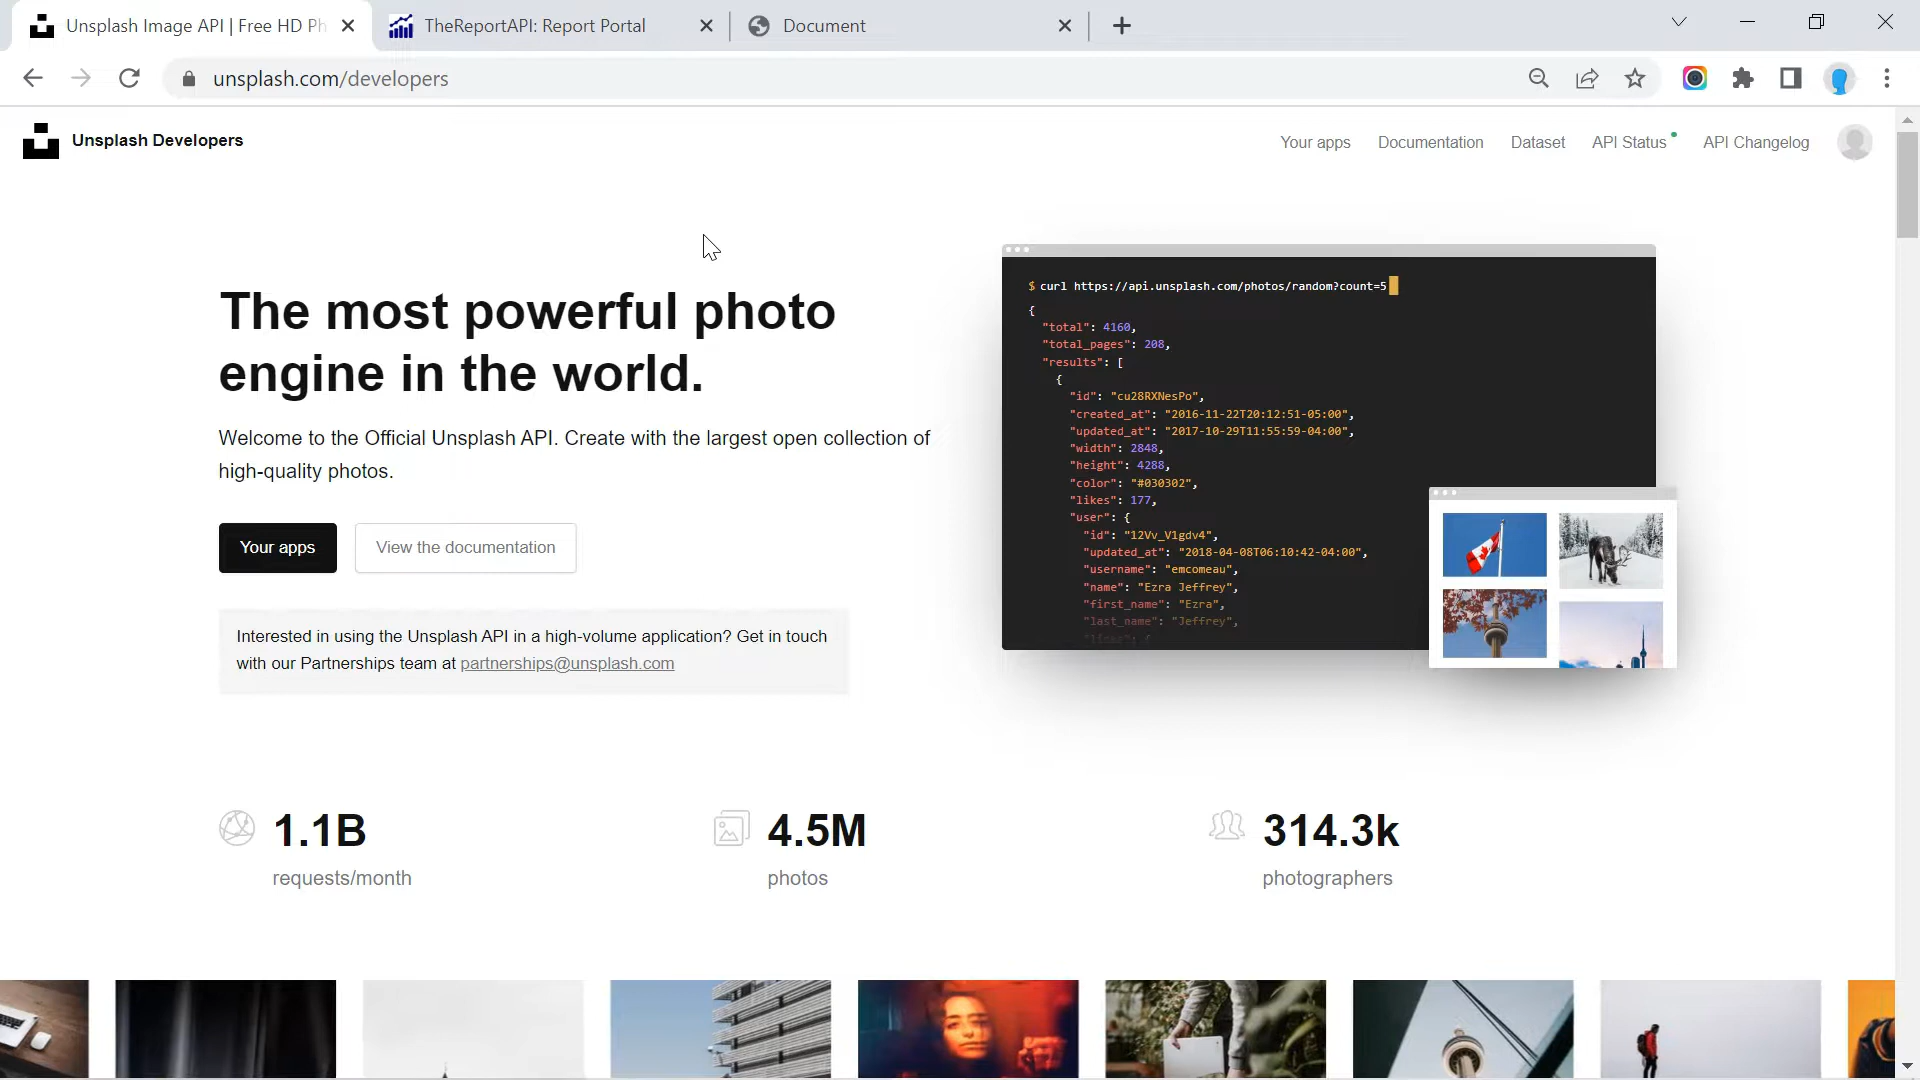 Unsplash Image API | Free HD Ph
TheReportAPI: Report Portal
Document
unsplash.com/developers
Unsplash Developers
Your apps
Documentation
Dataset
API Status
API Changelog
The most powerful photo
engine in the world.
Welcome to the Official Unsplash API. Create with the largest open collection of
high-quality photos.
Your apps
View the documentation
Interested in using the Unsplash API in a high-volume application? Get in touch
with our Partnerships team at partnerships@unsplash.com
$ curl https://api.unsplash.com/photos/random?count=5
{
"total": 4160,
"total_pages": 208,
"results": [
{
"id": "cu28RXNesPo",
"created_at": "2016-11-22T20:12:51-05:00",
"updated_at": "2017-10-29T11:55:59-04:00",
"width": 2848,
"height": 4288,
"color": "#030302",
"likes": 177,
"user": {
"id": "12Vv_V1gdv4",
"updated_at": "2018-04-08T06:10:42-04:00",
"username": "emcomeau",
"name": "Ezra Jeffrey",
"first_name": "Ezra",
"last_name": "Jeffrey",
"links": {
1.1B
requests/month
4.5M
photos
314.3k
photographers